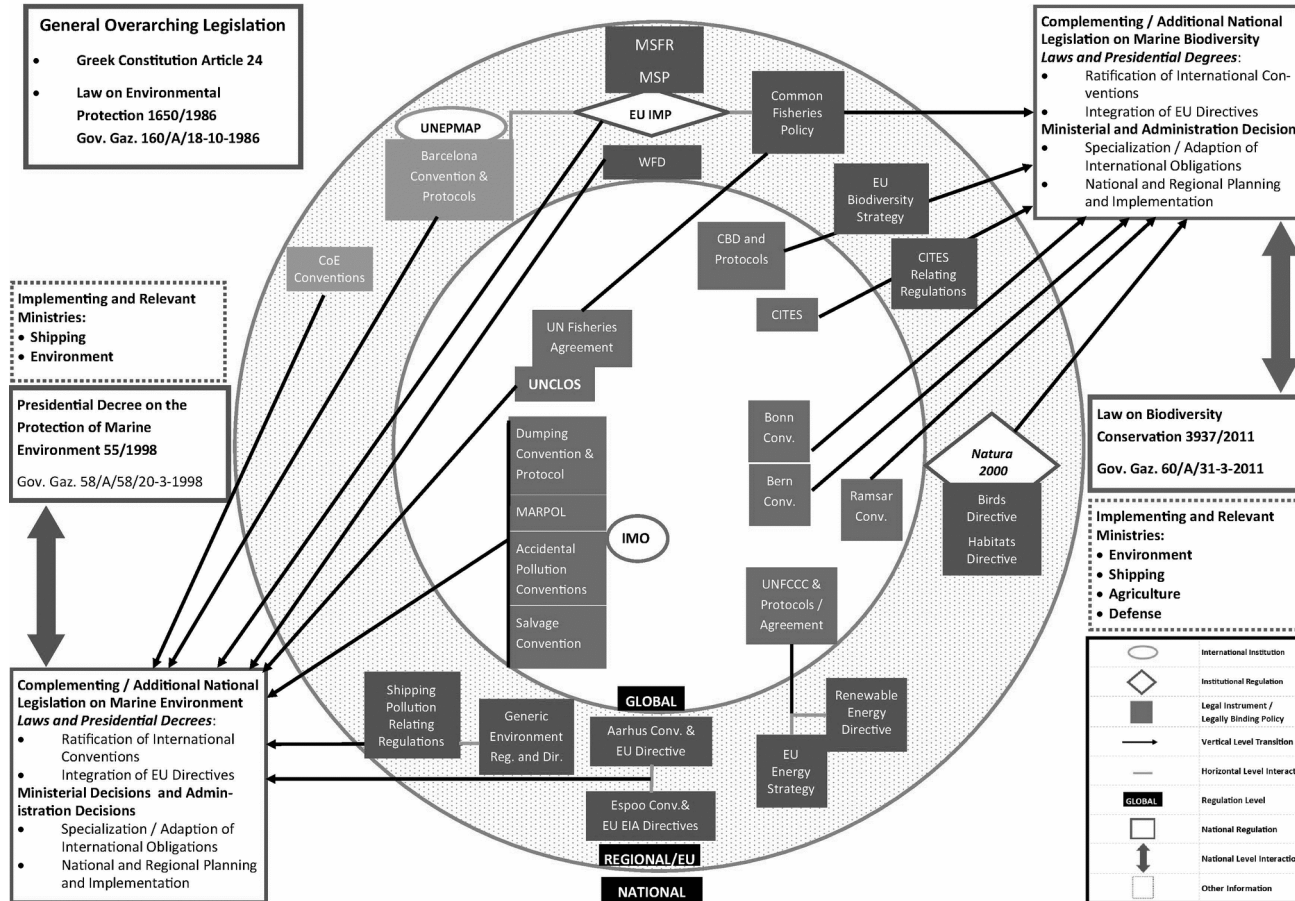 General Overarching Legislation
• Greek Constitution Article 24
• Law on Environmental
Protection 1650/1986
Gov. Gaz. 160/A/18-10-1986
Implementing and Relevant
Ministries:
• Shipping
• Environment
Presidential Decree on the
Protection of Marine
Environment 55/1998
Gov. Gaz. 58/A/58/20-3-1998
Complementing / Additional National
Legislation on Marine Environment
Laws and Presidential Decrees:
• Ratification of International
Conventions
• Integration of EU Directives
Ministerial Decisions and Admin-
istration Decisions
• Specialization / Adaption of
International Obligations
• National and Regional Planning
and Implementation
MSFR
MSP
EU IMP
WFD
UNEPMAP
Barcelona
Convention &
Protocols
CoE
Conventions
Common
Fisheries
Policy
EU
Biodiversity
Strategy
CBD and
Protocols
CITES
Relating
Regulations
CITES
UN Fisheries
Agreement
UNCLOS
Dumping
Convention &
Protocol
MARPOL
Accidental
Pollution
Conventions
Salvage
Convention
IMO
Bonn
Conv.
Bern
Conv.
Ramsar
Conv.
Natura
2000
Birds
Directive
Habitats
Directive
UNFCCC &
Protocols /
Agreement
Renewable
Energy
Directive
EU
Energy
Strategy
GLOBAL
Shipping
Pollution
Relating
Regulations
Generic
Environment
Reg. and Dir.
Aarhus Conv. &
EU Directive
Espoo Conv.&
EU EIA Directives
REGIONAL/EU
NATIONAL
Complementing / Additional National
Legislation on Marine Biodiversity
Laws and Presidential Degrees:
• Ratification of International Con-
ventions
• Integration of EU Directives
Ministerial and Administration Decision
• Specialization / Adaption of
International Obligations
• National and Regional Planning
and Implementation
Law on Biodiversity
Conservation 3937/2011
Gov. Gaz. 60/A/31-3-2011
Implementing and Relevant
Ministries:
• Environment
• Shipping
• Agriculture
• Defense
International Institution
Institutional Regulation
Legal Instrument /
Legally Binding Policy
Vertical Level Transition
Horizontal Level Interact
GLOBAL Regulation Level
National Regulation
National Level Interactio
Other Information